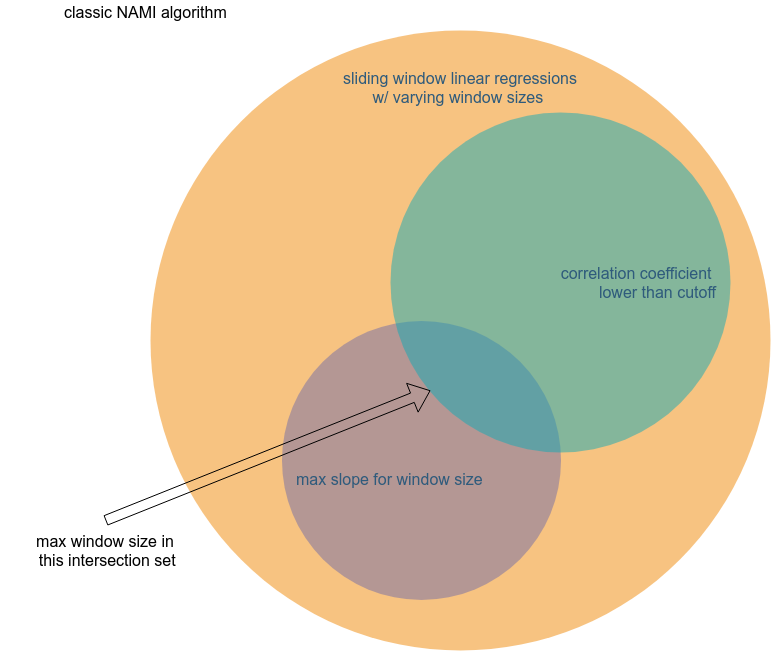 classic NAMI algorithm
sliding window linear regressions
w/ varying window sizes
correlation coefficient
lower than cutoff
max slope for window size
max window size in
this intersection set